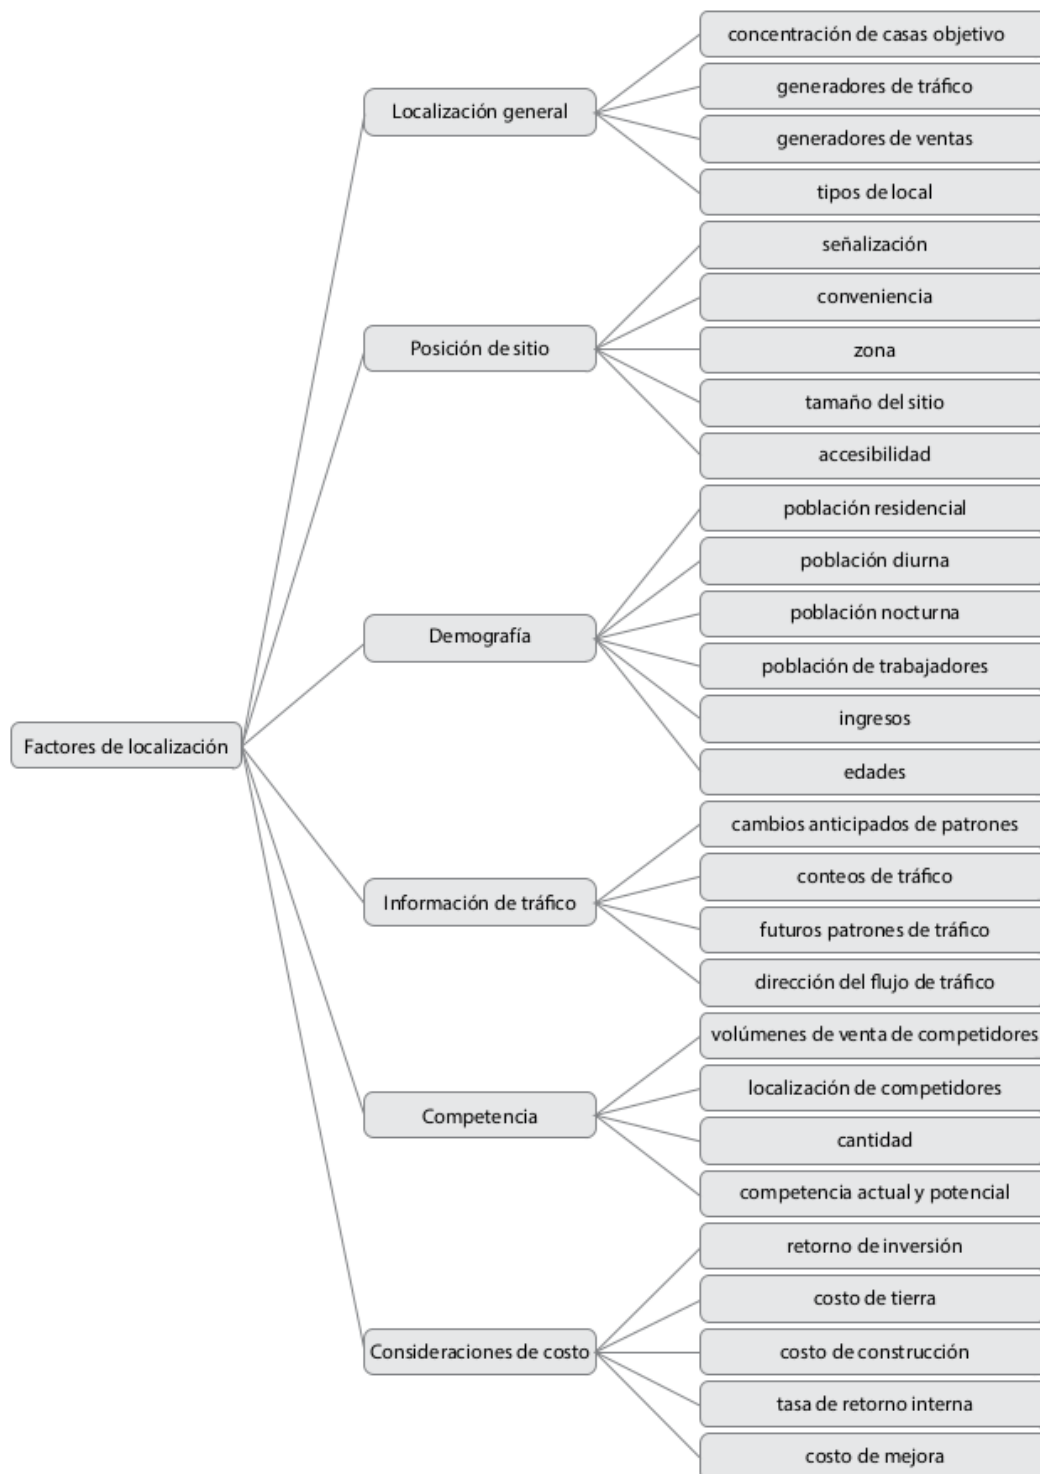 Factores de localización
Localización general
concentración de casas objetivo
generadores de tráfico
generadores de ventas
tipos de local
Posición de sitio
señalización
conveniencia
zona
tamaño del sitio
accesibilidad
Demografía
población residencial
población diurna
población nocturna
población de trabajadores
ingresos
edades
Información de tráfico
cambios anticipados de patrones
conteos de tráfico
futuros patrones de tráfico
dirección del flujo de tráfico
Competencia
volúmenes de venta de competidores
localización de competidores
cantidad
competencia actual y potencial
Consideraciones de costo
retorno de inversión
costo de tierra
costo de construcción
tasa de retorno interna
costo de mejora